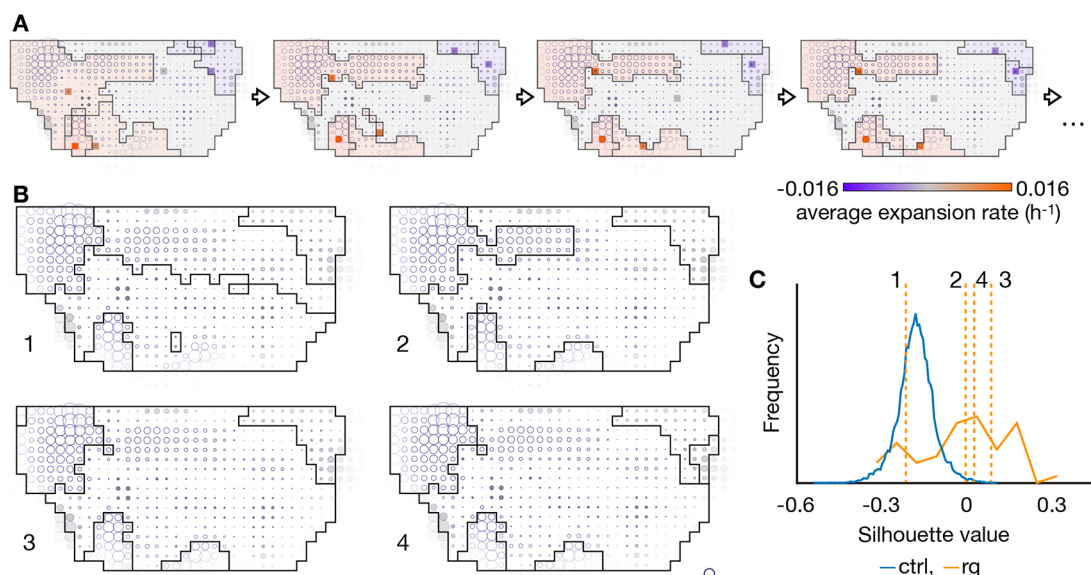 A
...
-0.016 0.016
average expansion rate (h-1)
B
1
2
3
4
C
1 2 4 3
Frequency
-0.6 -0.3 0 0.3
Silhouette value
ctrl, rg